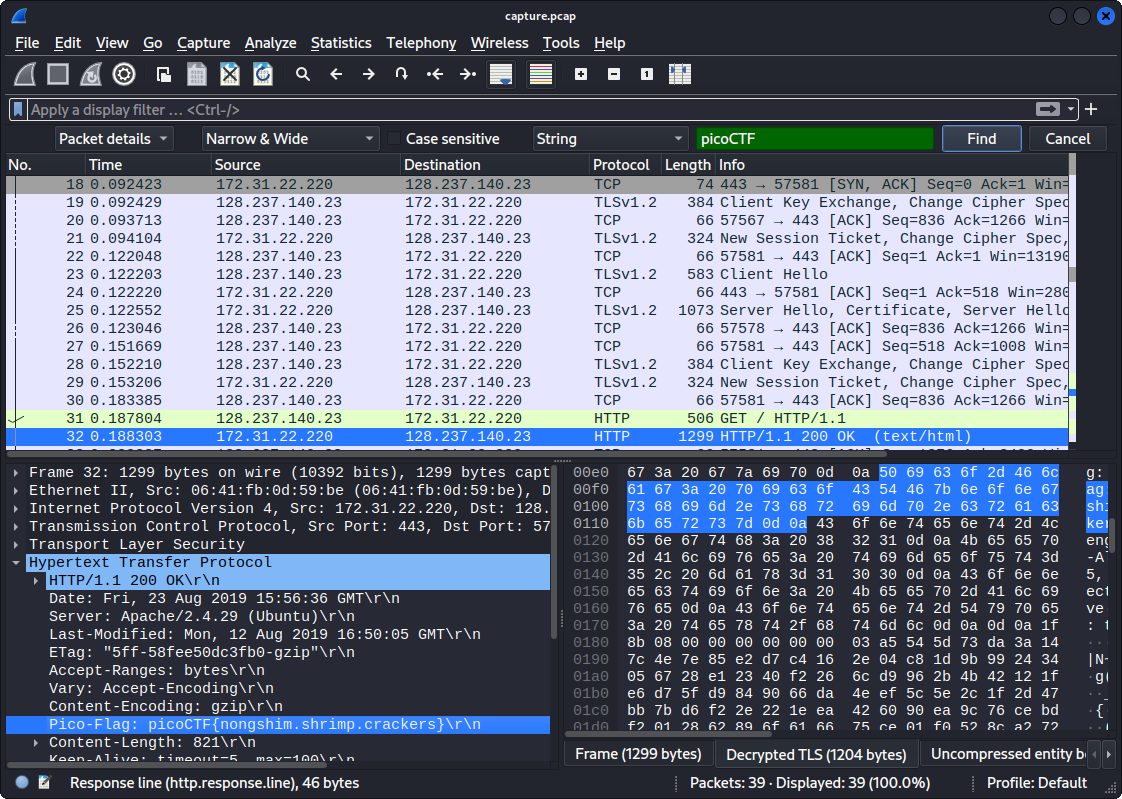 capture.pcap
File Edit View Go Capture Analyze Statistics Telephony Wireless Tools Help
Apply a display filter … <Ctrl-/>
Packet details Narrow & Wide Case sensitive String picoCTF Find Cancel
No. Time Source Destination Protocol Length Info
18 0.092423 172.31.22.220 128.237.140.23 TCP 74 443 → 57581 [SYN, ACK] Seq=0 Ack=1 Win=
19 0.092429 128.237.140.23 172.31.22.220 TLSv1.2 384 Client Key Exchange, Change Cipher Spec
20 0.093713 128.237.140.23 172.31.22.220 TCP 66 57567 → 443 [ACK] Seq=836 Ack=1266 Win=
21 0.094104 172.31.22.220 128.237.140.23 TLSv1.2 324 New Session Ticket, Change Cipher Spec,
22 0.122048 128.237.140.23 172.31.22.220 TCP 66 57581 → 443 [ACK] Seq=1 Ack=1 Win=13190
23 0.122203 128.237.140.23 172.31.22.220 TLSv1.2 583 Client Hello
24 0.122220 172.31.22.220 128.237.140.23 TCP 66 443 → 57581 [ACK] Seq=1 Ack=518 Win=280
25 0.122552 172.31.22.220 128.237.140.23 TLSv1.2 1073 Server Hello, Certificate, Server Hello
26 0.123046 128.237.140.23 172.31.22.220 TCP 66 57578 → 443 [ACK] Seq=836 Ack=1266 Win=
27 0.151669 128.237.140.23 172.31.22.220 TCP 66 57581 → 443 [ACK] Seq=518 Ack=1008 Win=
28 0.152210 128.237.140.23 172.31.22.220 TLSv1.2 384 Client Key Exchange, Change Cipher Spec
29 0.153206 172.31.22.220 128.237.140.23 TLSv1.2 324 New Session Ticket, Change Cipher Spec,
30 0.183385 128.237.140.23 172.31.22.220 TCP 66 57581 → 443 [ACK] Seq=836 Ack=1266 Win=
31 0.187804 128.237.140.23 172.31.22.220 HTTP 506 GET / HTTP/1.1
32 0.188303 172.31.22.220 128.237.140.23 HTTP 1299 HTTP/1.1 200 OK (text/html)
Frame 32: 1299 bytes on wire (10392 bits), 1299 bytes capt
Ethernet II, Src: 06:41:fb:0d:59:be (06:41:fb:0d:59:be), D
Internet Protocol Version 4, Src: 172.31.22.220, Dst: 128.
Transmission Control Protocol, Src Port: 443, Dst Port: 57
Transport Layer Security
Hypertext Transfer Protocol
HTTP/1.1 200 OK\r\n
Date: Fri, 23 Aug 2019 15:56:36 GMT\r\n
Server: Apache/2.4.29 (Ubuntu)\r\n
Last-Modified: Mon, 12 Aug 2019 16:50:05 GMT\r\n
ETag: "5ff-58fee50dc3fb0-gzip"\r\n
Accept-Ranges: bytes\r\n
Vary: Accept-Encoding\r\n
Content-Encoding: gzip\r\n
Pico-Flag: picoCTF{nongshim.shrimp.crackers}\r\n
Content-Length: 821\r\n
Keep-Alive: timeout=5, max=100\r\n
00e0 67 3a 20 67 7a 69 70 0d 0a 50 69 63 6f 2d 46 6c g:
00f0 61 67 3a 20 70 69 63 6f 43 54 46 7b 6e 6f 6e 67 ag
0100 73 68 69 6d 2e 73 68 72 69 6d 70 2e 63 72 61 63 shi
0110 6b 65 72 73 7d 0d 0a 43 6f 6e 74 65 6e 74 2d 4c ker
0120 65 6e 67 74 68 3a 20 38 32 31 0d 0a 4b 65 65 70 eng
0130 2d 41 6c 69 76 65 3a 20 74 69 6d 65 6f 75 74 3d -A
0140 35 2c 20 6d 61 78 3d 31 30 30 0d 0a 43 6f 6e 6e 5,
0150 65 63 74 69 6f 6e 3a 20 4b 65 65 70 2d 41 6c 69 ect
0160 76 65 0d 0a 43 6f 6e 74 65 6e 74 2d 54 79 70 65 ve
0170 3a 20 74 65 78 74 2f 68 74 6d 6c 0d 0a 0d 0a 1f : t
0180 8b 08 00 00 00 00 00 00 03 a5 54 5d 73 da 3a 14 ···
0190 7c 4e 7e 85 e2 d7 c4 16 2e 04 c8 1d 9b 99 24 34 |N~
01a0 05 67 28 e1 23 40 f2 26 6c d9 96 2b 4b 42 12 1f ·g(
01b0 e6 d7 5f d9 84 90 66 da 4e ef 5c 5e 2c 1f 2d 47 ··_
01c0 bb 7b d6 f2 2e 22 1e ea 42 60 90 ea 9c 76 ce bd ·{·
01d0 f2 01 28 62 89 6f 61 66 75 ce 01 f0 52 8c a2 72 ··(
Frame (1299 bytes) Decrypted TLS (1204 bytes) Uncompressed entity b
Response line (http.response.line), 46 bytes Packets: 39 · Displayed: 39 (100.0%) Profile: Default